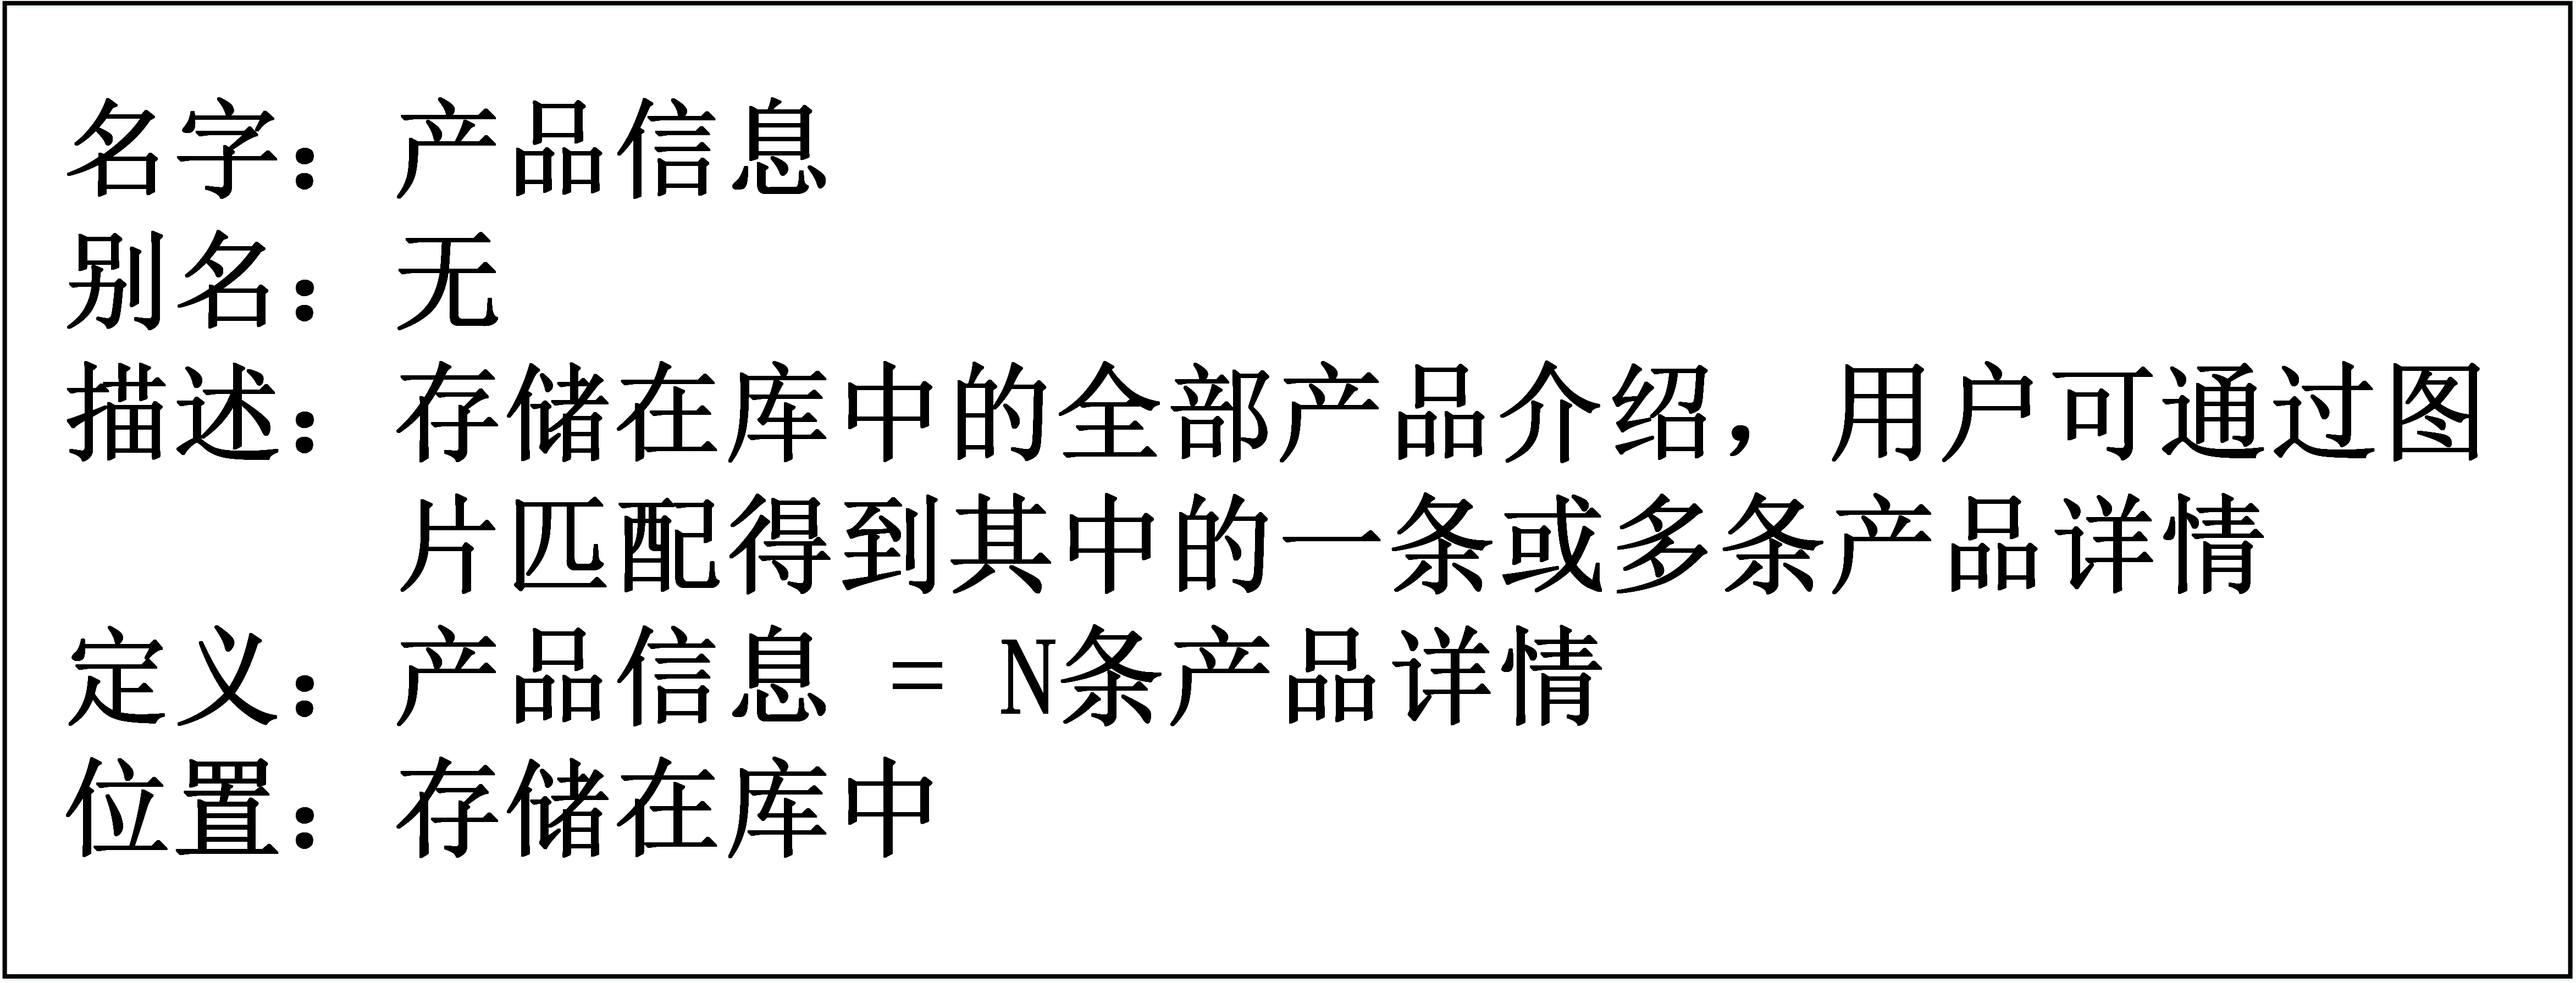 名字：产品信息
别名：无
描述：存储在库中的全部产品介绍，用户可通过图
片匹配得到其中的一条或多条产品详情
定义：产品信息 = N条产品详情
位置：存储在库中